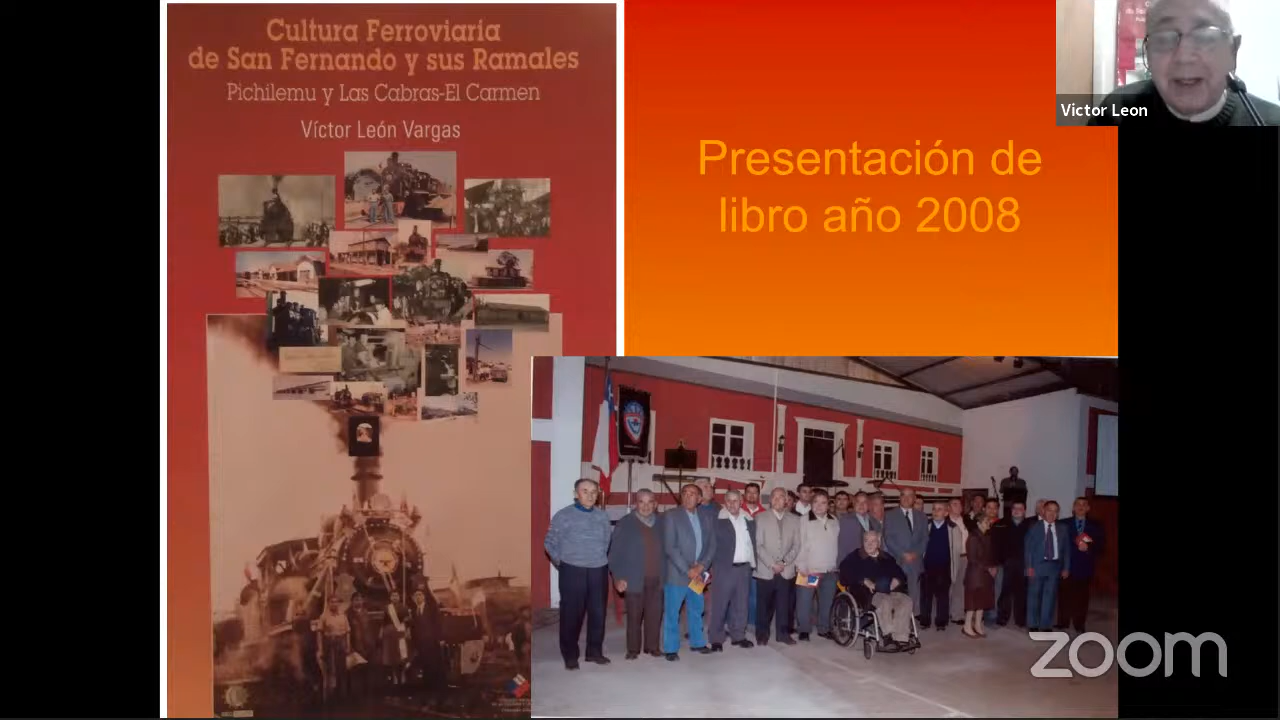 Cultura Ferroviaria
de San Fernando y sus Ramales
Pichilemu y Las Cabras-El Carmen
Víctor León Vargas
Presentación de
libro año 2008
Victor Leon
zoom